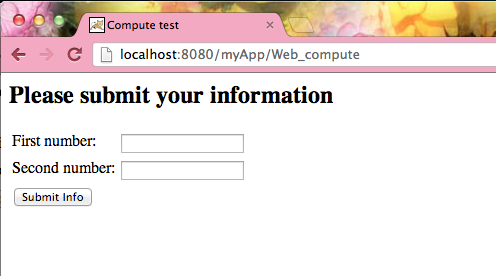 Compute test
localhost:8080/myApp/Web_compute
Please submit your information
First number:
Second number:
Submit Info